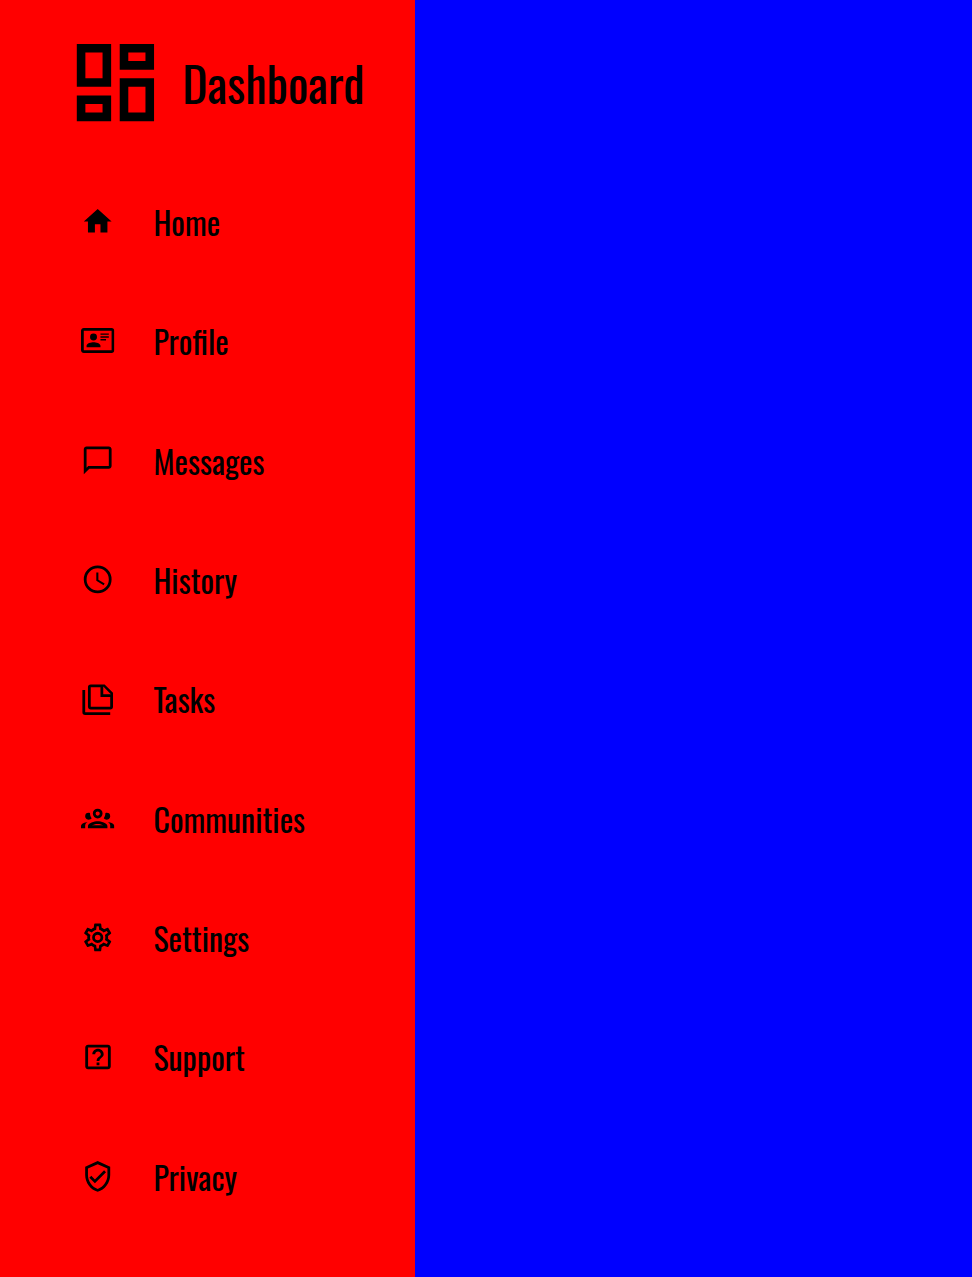 Dashboard
Home
Profile
Messages
History
Tasks
Communities
Settings
Support
Privacy